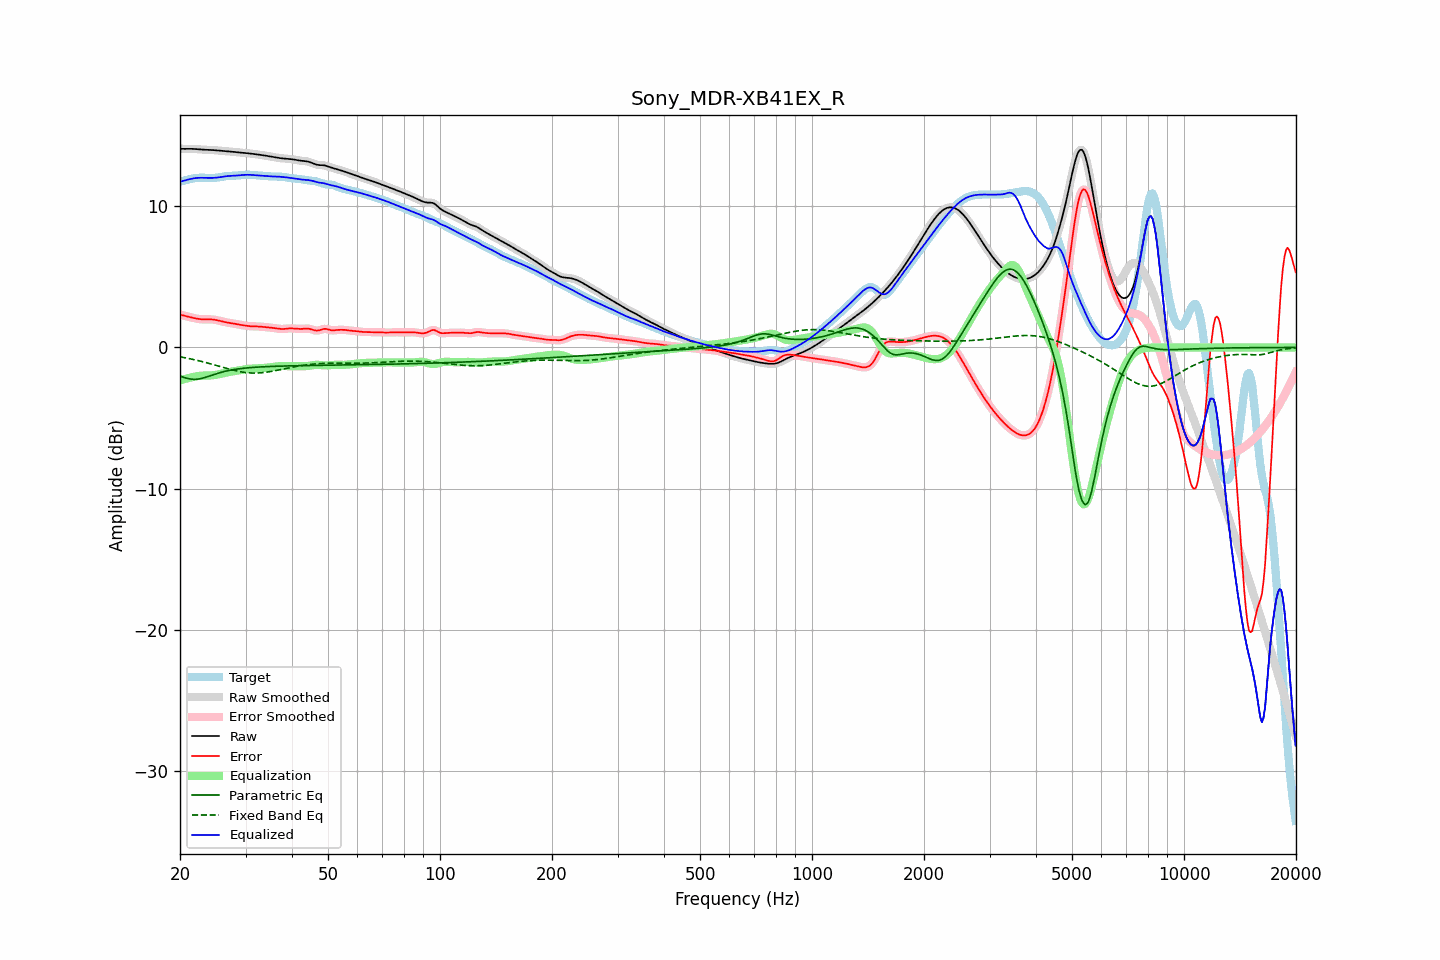 Sony_MDR-XB41EX_R
Amplitude (dBr)
10
0
−10
−20
−30
Target
Raw Smoothed
Error Smoothed
Raw
Error
Equalization
Parametric Eq
Fixed Band Eq
Equalized
20 50 100 200 500 1000 2000 5000 10000 20000
Frequency (Hz)